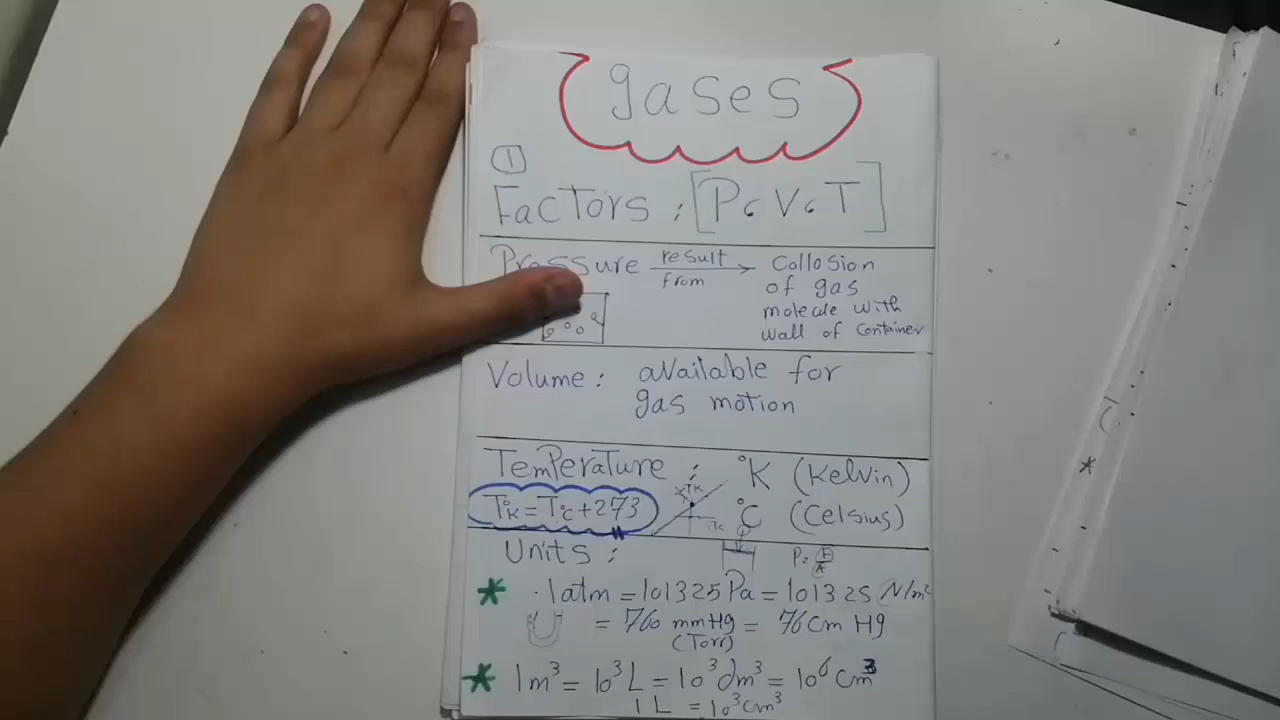 gases
1
Factors : [P, V, T]
Pressure result from → Collosion
of gas
molecule with
wall of Container
Volume : available for
gas motion
Temperature : °K (Kelvin)
T°K = T°C + 273
°C (Celsius)
Units :
P = F/A
* 1 atm = 101325 Pa = 101325 N/m²
= 760 mmHg = 76 Cm Hg
(Torr)
* 1 m³ = 10³ L = 10³ dm³ = 10⁶ Cm³
1 L = 10³ cm³